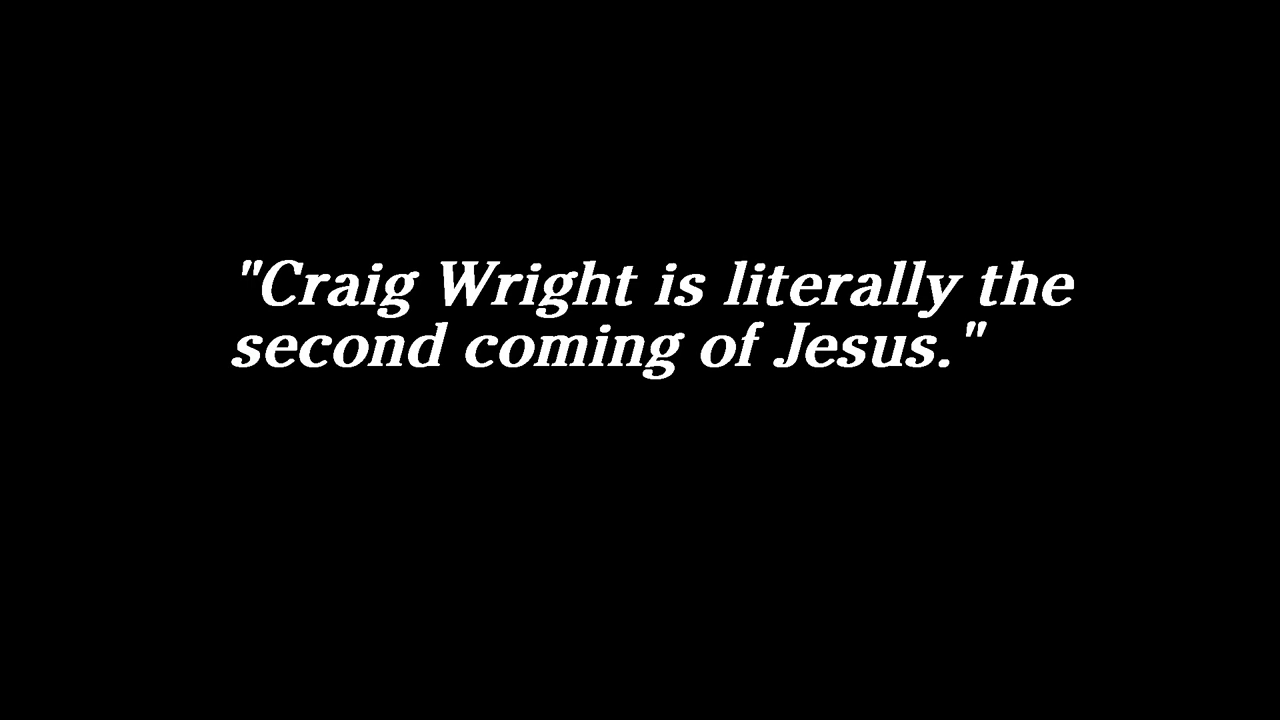 "Craig Wright is literally the
second coming of Jesus."